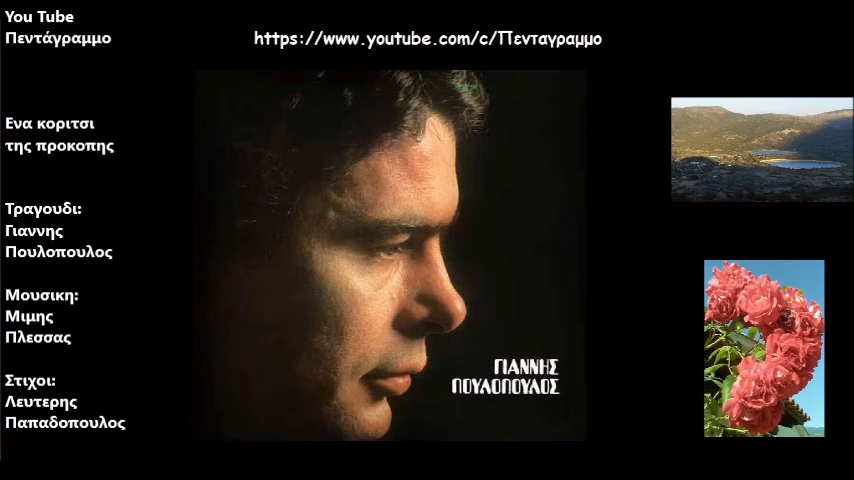 You Tube
Πεντάγραμμο
https://www.youtube.com/c/Πενταγραμμο
Ενα κοριτσι
της προκοπης
Τραγουδι:
Γιαννης
Πουλοπουλος
Μουσικη:
Μιμης
Πλεσσας
Στιχοι:
Λευτερης
Παπαδοπουλος
ΓΙΑΝΝΗΣ
ΠΟΥΛΟΠΟΥΛΟΣ